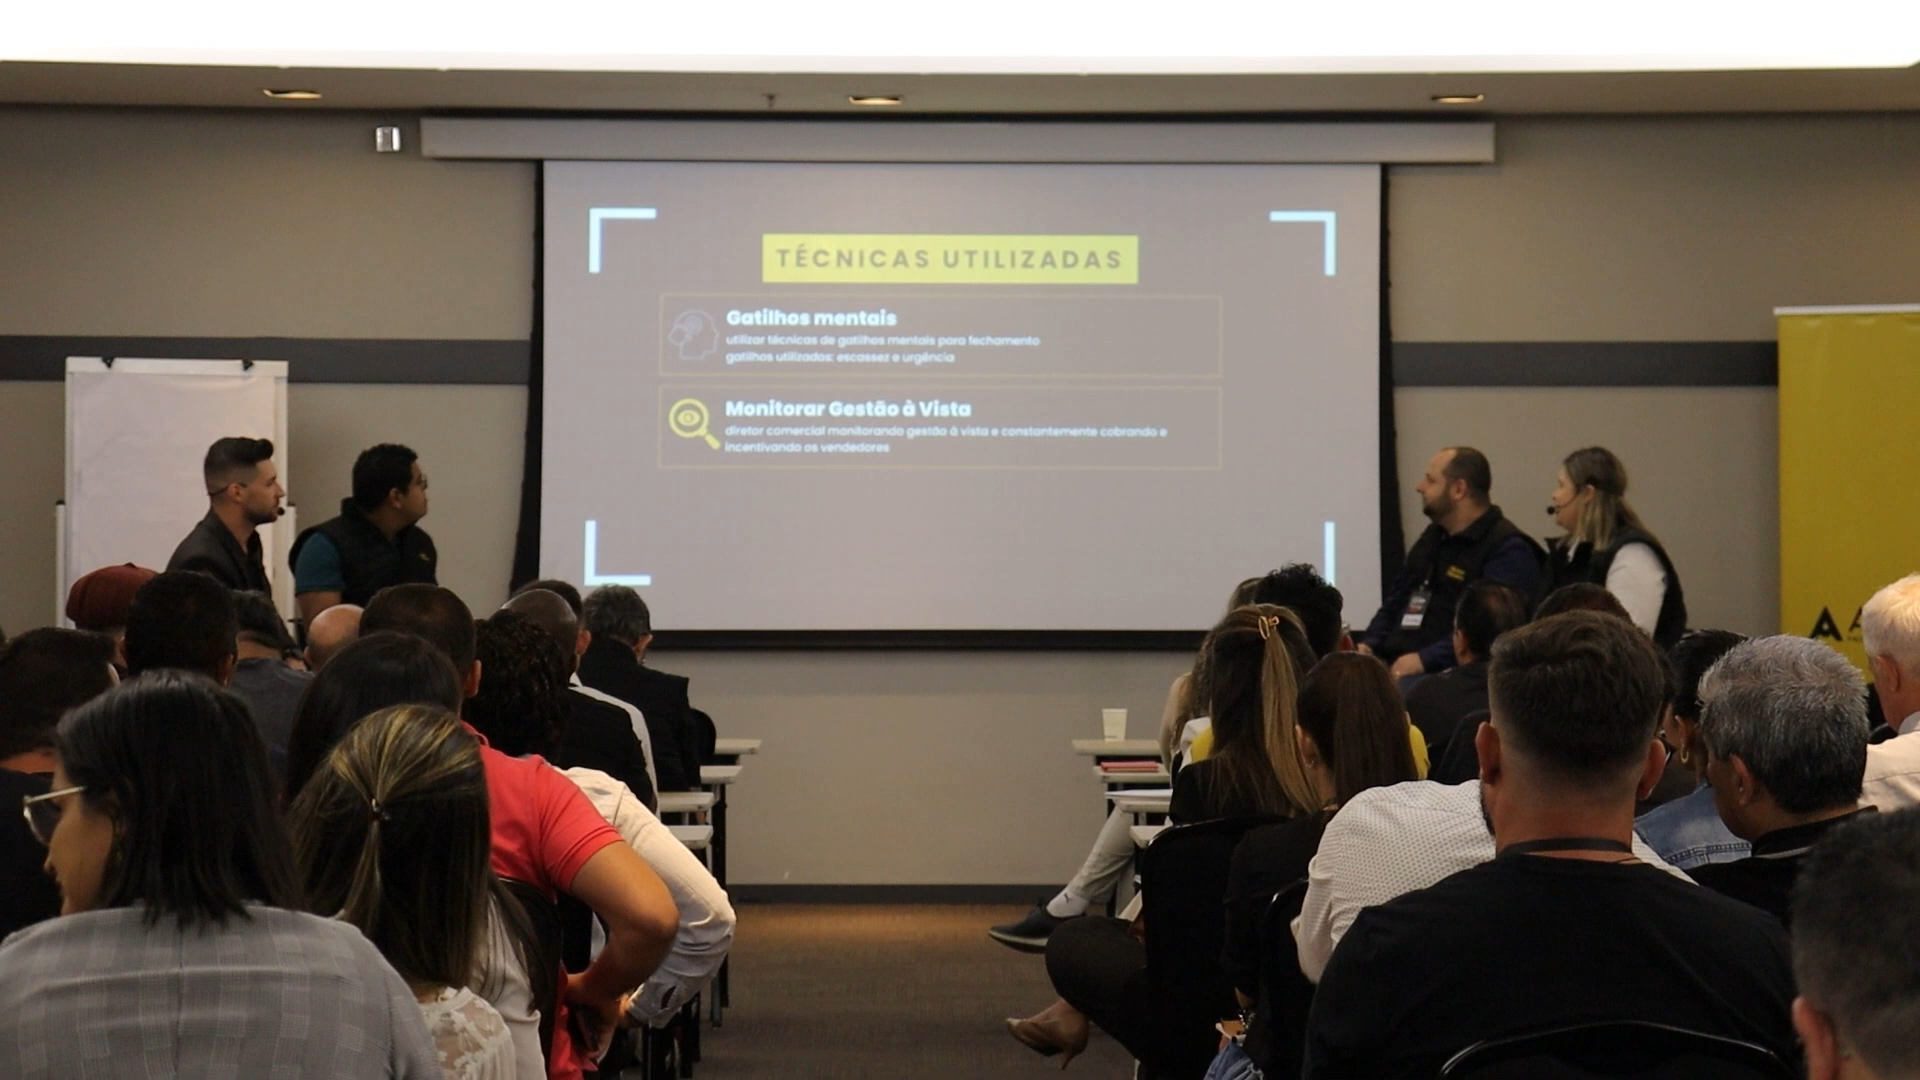 TÉCNICAS UTILIZADAS
Gatilhos mentais
utilizar técnicas de gatilhos mentais para fechamento
gatilhos utilizados: escassez e urgência
Monitorar Gestão à Vista
diretor comercial monitorando gestão à vista e constantemente cobrando e
incentivando os vendedores